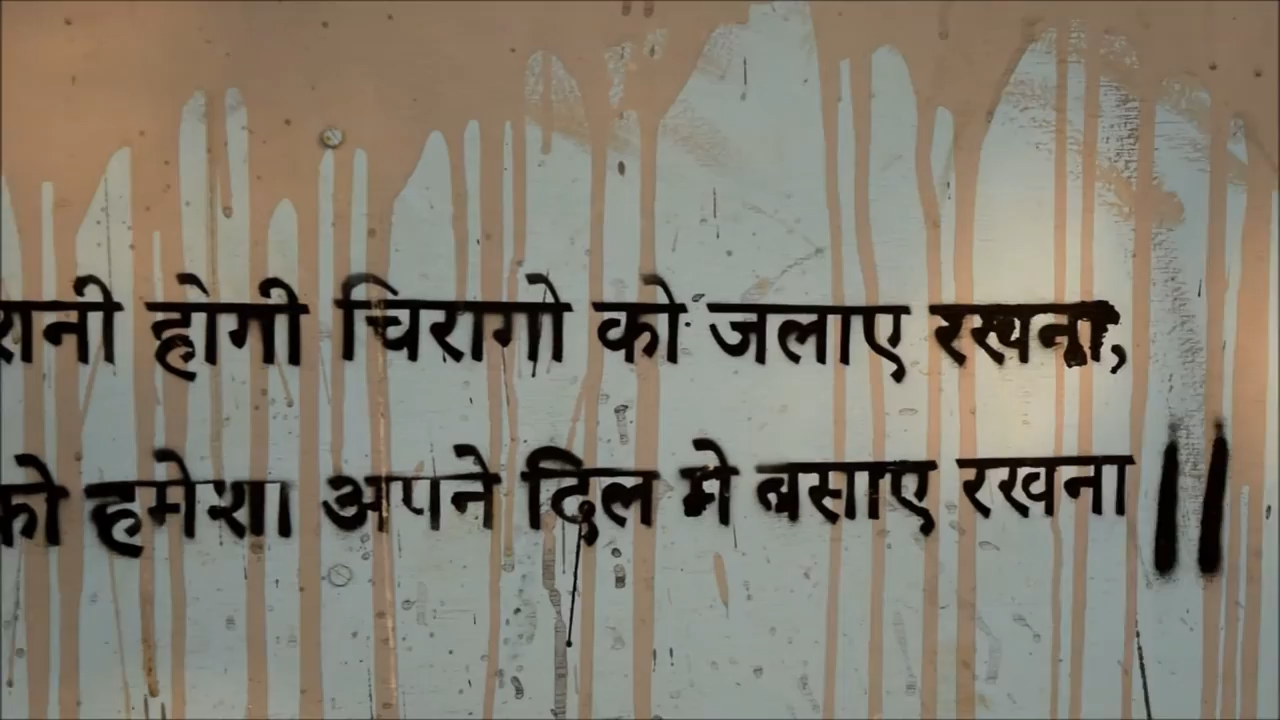 शनी होगी चिरागो को जलाए रखना,
को हमेशा अपने दिल मे बसाए रखना ||